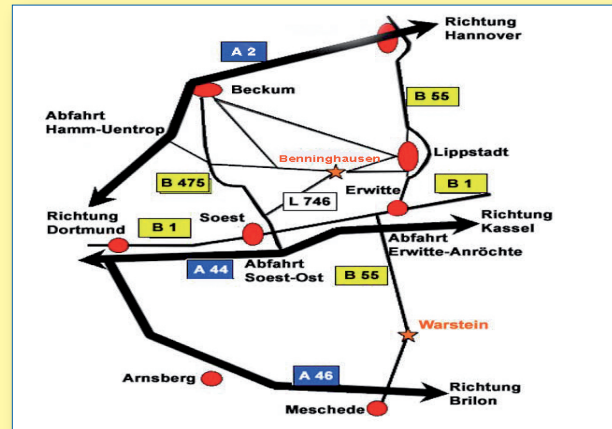 Richtung
Hannover
A 2
Beckum
B 55
Abfahrt
Hamm-Uentrop
Benninghausen
Lippstadt
B 475
L 746
Erwitte
B 1
Richtung
Dortmund
B 1
Soest
Richtung
Kassel
A 44
Abfahrt
Soest-Ost
B 55
Abfahrt
Erwitte-Anröchte
Warstein
Arnsberg
A 46
Meschede
Richtung
Brilon